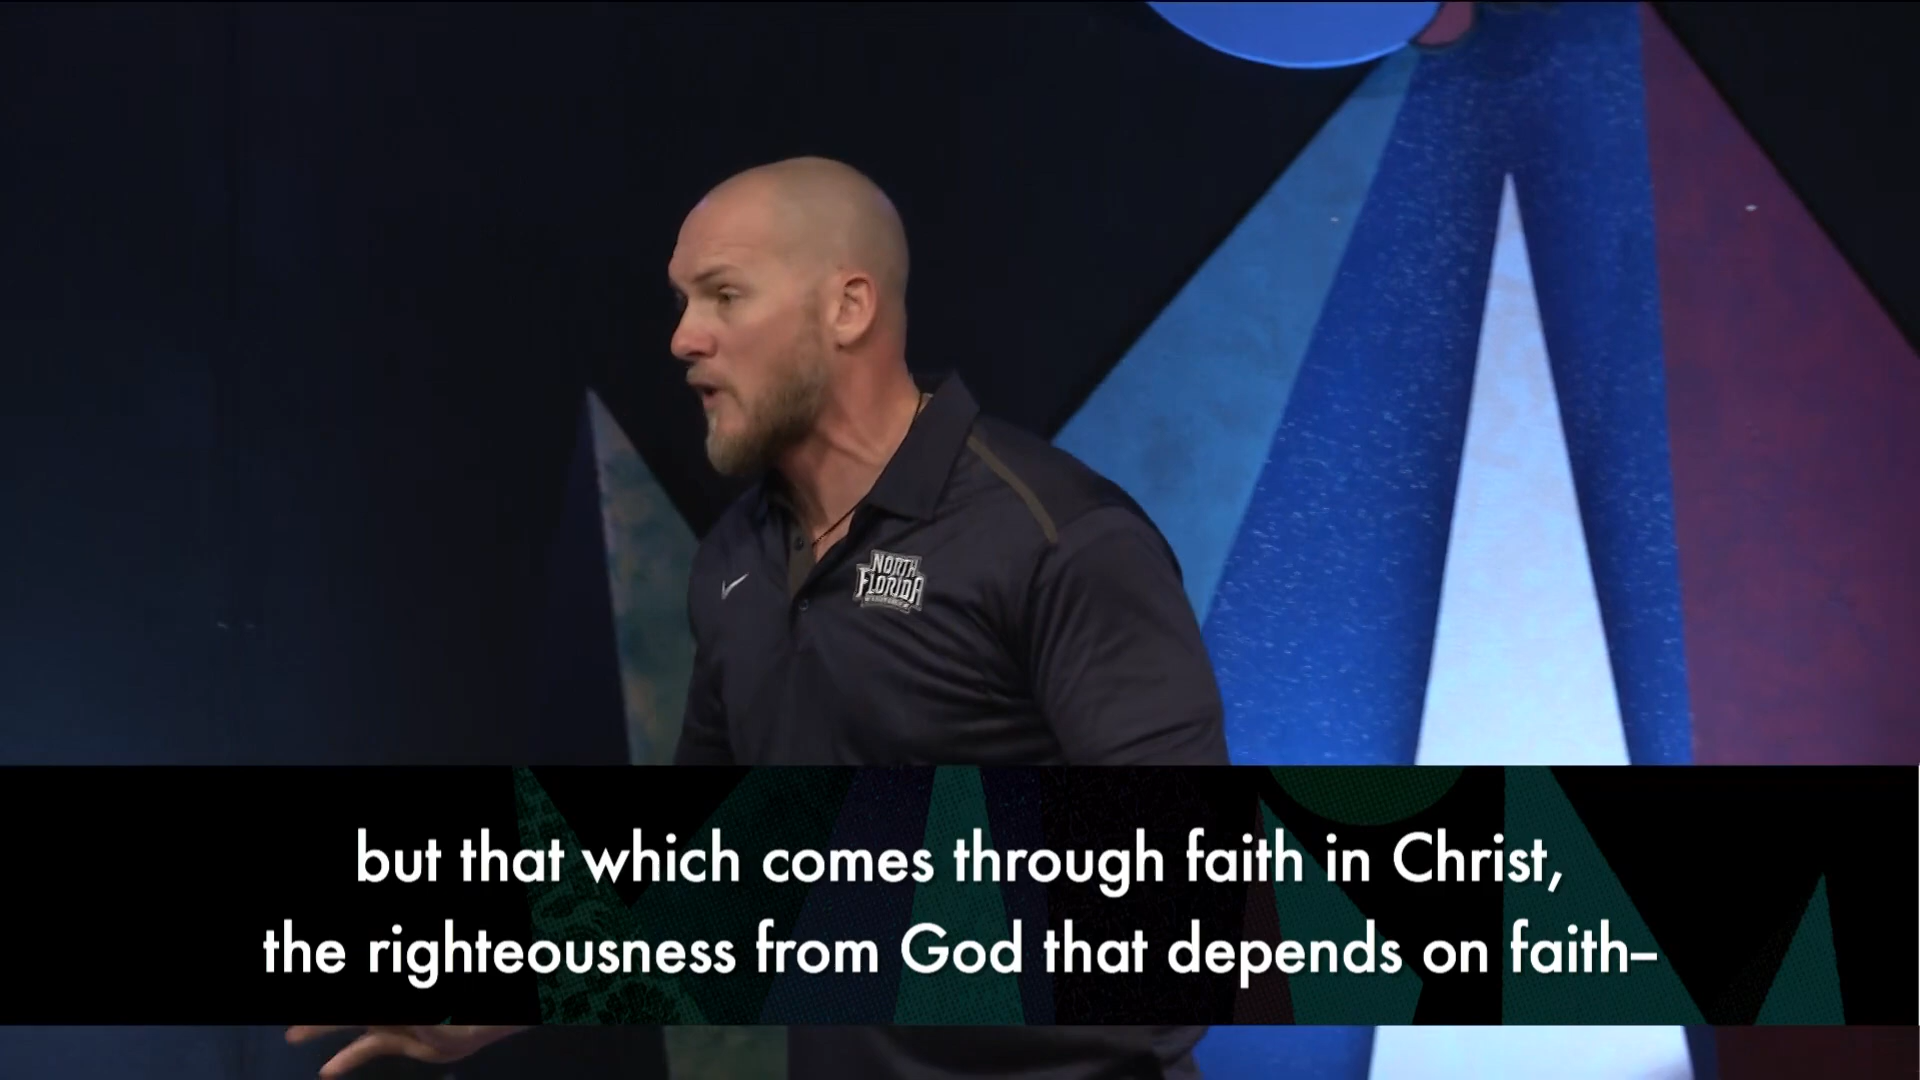 NORTH
FLORIDA
but that which comes through faith in Christ,
the righteousness from God that depends on faith–